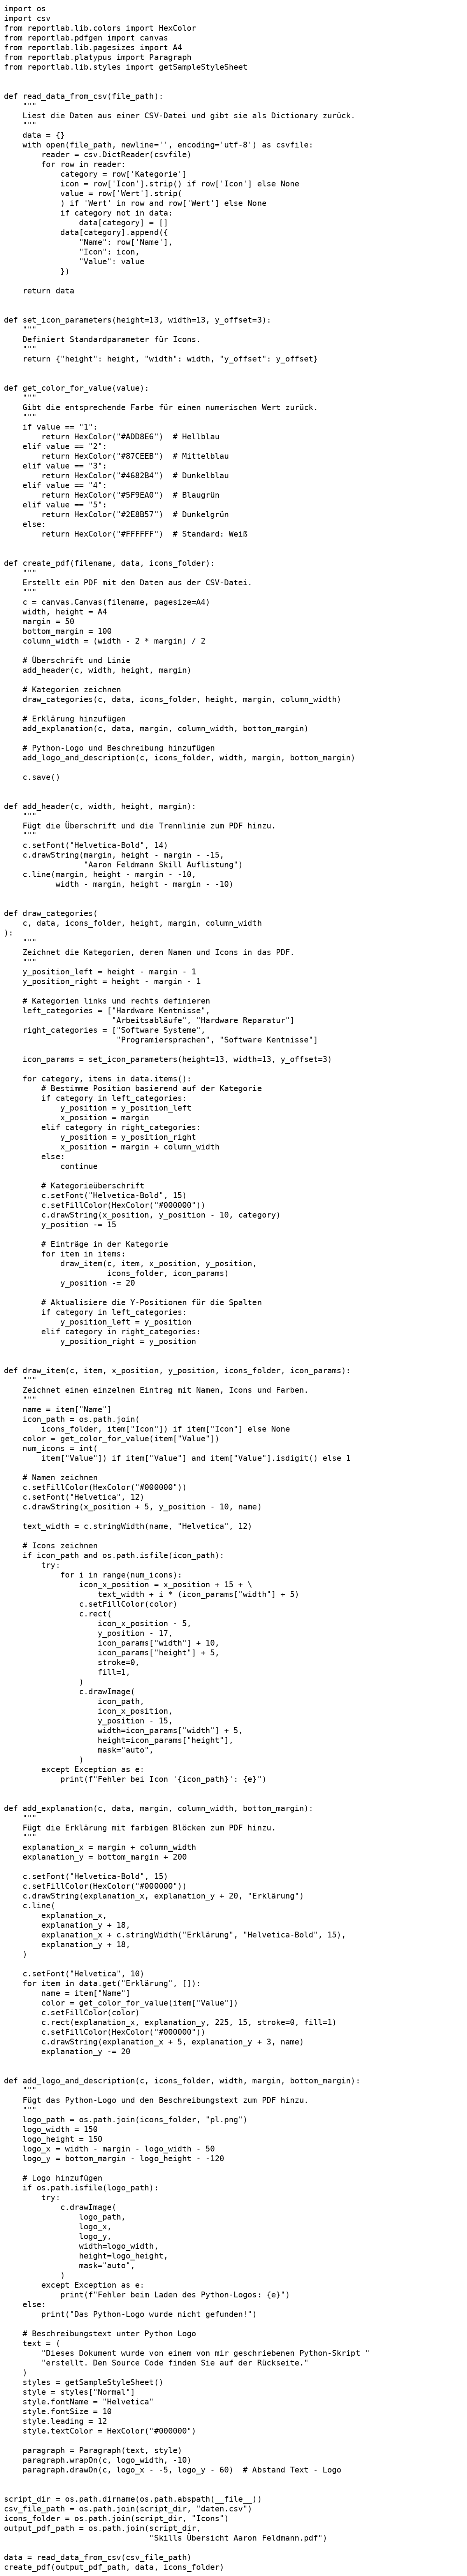 import os
import csv
from reportlab.lib.colors import HexColor
from reportlab.pdfgen import canvas
from reportlab.lib.pagesizes import A4
from reportlab.platypus import Paragraph
from reportlab.lib.styles import getSampleStyleSheet


def read_data_from_csv(file_path):
    """
    Liest die Daten aus einer CSV-Datei und gibt sie als Dictionary zurück.
    """
    data = {}
    with open(file_path, newline='', encoding='utf-8') as csvfile:
        reader = csv.DictReader(csvfile)
        for row in reader:
            category = row['Kategorie']
            icon = row['Icon'].strip() if row['Icon'] else None
            value = row['Wert'].strip(
            ) if 'Wert' in row and row['Wert'] else None
            if category not in data:
                data[category] = []
            data[category].append({
                "Name": row['Name'],
                "Icon": icon,
                "Value": value
            })

    return data


def set_icon_parameters(height=13, width=13, y_offset=3):
    """
    Definiert Standardparameter für Icons.
    """
    return {"height": height, "width": width, "y_offset": y_offset}


def get_color_for_value(value):
    """
    Gibt die entsprechende Farbe für einen numerischen Wert zurück.
    """
    if value == "1":
        return HexColor("#ADD8E6")  # Hellblau
    elif value == "2":
        return HexColor("#87CEEB")  # Mittelblau
    elif value == "3":
        return HexColor("#4682B4")  # Dunkelblau
    elif value == "4":
        return HexColor("#5F9EA0")  # Blaugrün
    elif value == "5":
        return HexColor("#2E8B57")  # Dunkelgrün
    else:
        return HexColor("#FFFFFF")  # Standard: Weiß


def create_pdf(filename, data, icons_folder):
    """
    Erstellt ein PDF mit den Daten aus der CSV-Datei.
    """
    c = canvas.Canvas(filename, pagesize=A4)
    width, height = A4
    margin = 50
    bottom_margin = 100
    column_width = (width - 2 * margin) / 2

    # Überschrift und Linie
    add_header(c, width, height, margin)

    # Kategorien zeichnen
    draw_categories(c, data, icons_folder, height, margin, column_width)

    # Erklärung hinzufügen
    add_explanation(c, data, margin, column_width, bottom_margin)

    # Python-Logo und Beschreibung hinzufügen
    add_logo_and_description(c, icons_folder, width, margin, bottom_margin)

    c.save()


def add_header(c, width, height, margin):
    """
    Fügt die Überschrift und die Trennlinie zum PDF hinzu.
    """
    c.setFont("Helvetica-Bold", 14)
    c.drawString(margin, height - margin - -15,
                 "Aaron Feldmann Skill Auflistung")
    c.line(margin, height - margin - -10,
           width - margin, height - margin - -10)


def draw_categories(
    c, data, icons_folder, height, margin, column_width
):
    """
    Zeichnet die Kategorien, deren Namen und Icons in das PDF.
    """
    y_position_left = height - margin - 1
    y_position_right = height - margin - 1

    # Kategorien links und rechts definieren
    left_categories = ["Hardware Kentnisse",
                       "Arbeitsabläufe", "Hardware Reparatur"]
    right_categories = ["Software Systeme",
                        "Programiersprachen", "Software Kentnisse"]

    icon_params = set_icon_parameters(height=13, width=13, y_offset=3)

    for category, items in data.items():
        # Bestimme Position basierend auf der Kategorie
        if category in left_categories:
            y_position = y_position_left
            x_position = margin
        elif category in right_categories:
            y_position = y_position_right
            x_position = margin + column_width
        else:
            continue

        # Kategorieüberschrift
        c.setFont("Helvetica-Bold", 15)
        c.setFillColor(HexColor("#000000"))
        c.drawString(x_position, y_position - 10, category)
        y_position -= 15

        # Einträge in der Kategorie
        for item in items:
            draw_item(c, item, x_position, y_position,
                      icons_folder, icon_params)
            y_position -= 20

        # Aktualisiere die Y-Positionen für die Spalten
        if category in left_categories:
            y_position_left = y_position
        elif category in right_categories:
            y_position_right = y_position


def draw_item(c, item, x_position, y_position, icons_folder, icon_params):
    """
    Zeichnet einen einzelnen Eintrag mit Namen, Icons und Farben.
    """
    name = item["Name"]
    icon_path = os.path.join(
        icons_folder, item["Icon"]) if item["Icon"] else None
    color = get_color_for_value(item["Value"])
    num_icons = int(
        item["Value"]) if item["Value"] and item["Value"].isdigit() else 1

    # Namen zeichnen
    c.setFillColor(HexColor("#000000"))
    c.setFont("Helvetica", 12)
    c.drawString(x_position + 5, y_position - 10, name)

    text_width = c.stringWidth(name, "Helvetica", 12)

    # Icons zeichnen
    if icon_path and os.path.isfile(icon_path):
        try:
            for i in range(num_icons):
                icon_x_position = x_position + 15 + \
                    text_width + i * (icon_params["width"] + 5)
                c.setFillColor(color)
                c.rect(
                    icon_x_position - 5,
                    y_position - 17,
                    icon_params["width"] + 10,
                    icon_params["height"] + 5,
                    stroke=0,
                    fill=1,
                )
                c.drawImage(
                    icon_path,
                    icon_x_position,
                    y_position - 15,
                    width=icon_params["width"] + 5,
                    height=icon_params["height"],
                    mask="auto",
                )
        except Exception as e:
            print(f"Fehler bei Icon '{icon_path}': {e}")


def add_explanation(c, data, margin, column_width, bottom_margin):
    """
    Fügt die Erklärung mit farbigen Blöcken zum PDF hinzu.
    """
    explanation_x = margin + column_width
    explanation_y = bottom_margin + 200

    c.setFont("Helvetica-Bold", 15)
    c.setFillColor(HexColor("#000000"))
    c.drawString(explanation_x, explanation_y + 20, "Erklärung")
    c.line(
        explanation_x,
        explanation_y + 18,
        explanation_x + c.stringWidth("Erklärung", "Helvetica-Bold", 15),
        explanation_y + 18,
    )

    c.setFont("Helvetica", 10)
    for item in data.get("Erklärung", []):
        name = item["Name"]
        color = get_color_for_value(item["Value"])
        c.setFillColor(color)
        c.rect(explanation_x, explanation_y, 225, 15, stroke=0, fill=1)
        c.setFillColor(HexColor("#000000"))
        c.drawString(explanation_x + 5, explanation_y + 3, name)
        explanation_y -= 20


def add_logo_and_description(c, icons_folder, width, margin, bottom_margin):
    """
    Fügt das Python-Logo und den Beschreibungstext zum PDF hinzu.
    """
    logo_path = os.path.join(icons_folder, "pl.png")
    logo_width = 150
    logo_height = 150
    logo_x = width - margin - logo_width - 50
    logo_y = bottom_margin - logo_height - -120

    # Logo hinzufügen
    if os.path.isfile(logo_path):
        try:
            c.drawImage(
                logo_path,
                logo_x,
                logo_y,
                width=logo_width,
                height=logo_height,
                mask="auto",
            )
        except Exception as e:
            print(f"Fehler beim Laden des Python-Logos: {e}")
    else:
        print("Das Python-Logo wurde nicht gefunden!")

    # Beschreibungstext unter Python Logo
    text = (
        "Dieses Dokument wurde von einem von mir geschriebenen Python-Skript "
        "erstellt. Den Source Code finden Sie auf der Rückseite."
    )
    styles = getSampleStyleSheet()
    style = styles["Normal"]
    style.fontName = "Helvetica"
    style.fontSize = 10
    style.leading = 12
    style.textColor = HexColor("#000000")

    paragraph = Paragraph(text, style)
    paragraph.wrapOn(c, logo_width, -10)
    paragraph.drawOn(c, logo_x - -5, logo_y - 60)  # Abstand Text - Logo


script_dir = os.path.dirname(os.path.abspath(__file__))
csv_file_path = os.path.join(script_dir, "daten.csv")
icons_folder = os.path.join(script_dir, "Icons")
output_pdf_path = os.path.join(script_dir,
                               "Skills Übersicht Aaron Feldmann.pdf")

data = read_data_from_csv(csv_file_path)
create_pdf(output_pdf_path, data, icons_folder)